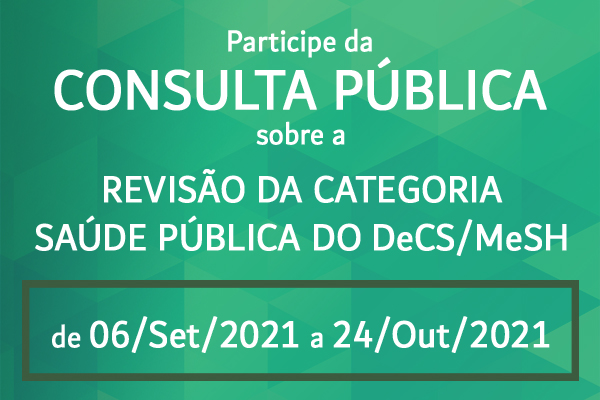 Participe da
CONSULTA PÚBLICA
sobre a
REVISÃO DA CATEGORIA
SAÚDE PÚBLICA DO DeCS/MeSH
de 06/Set/2021 a 24/Out/2021